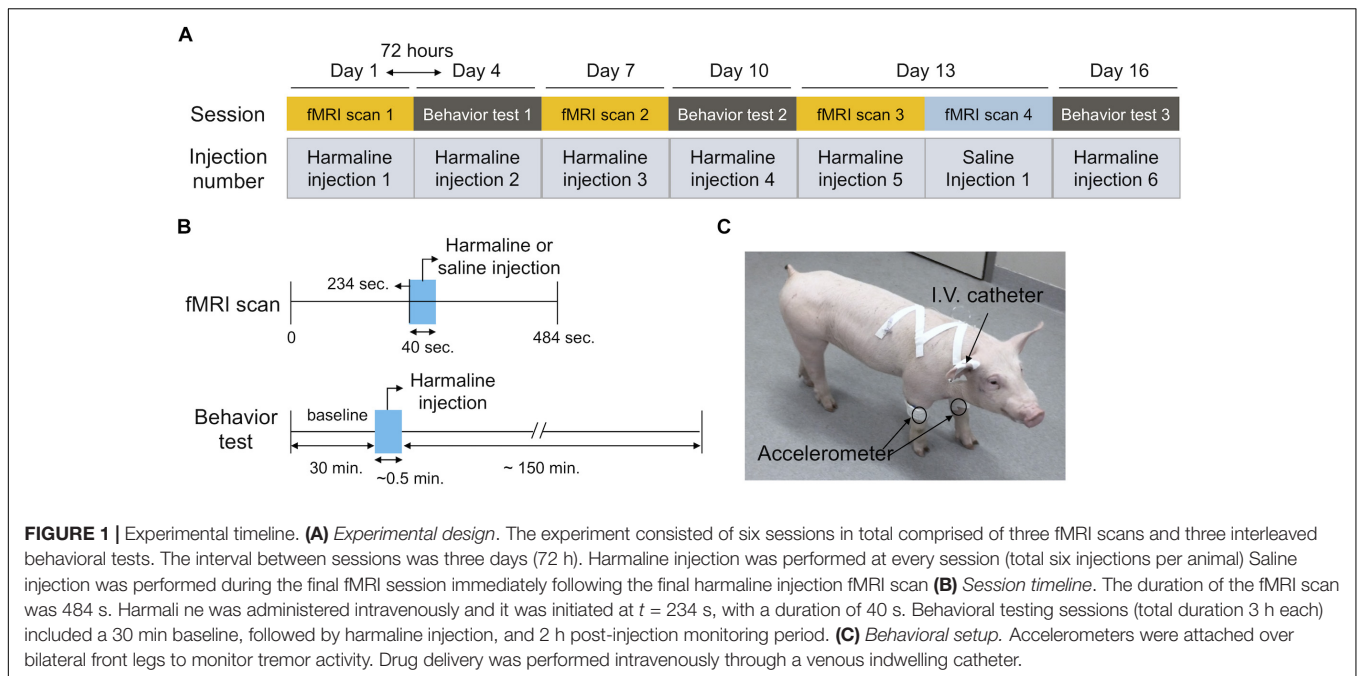 A
72 hours
Day 1 Day 4 Day 7 Day 10 Day 13 Day 16
Session fMRI scan 1 Behavior test 1 fMRI scan 2 Behavior test 2 fMRI scan 3 fMRI scan 4 Behavior test 3
Injection number Harmaline injection 1 Harmaline injection 2 Harmaline injection 3 Harmaline injection 4 Harmaline injection 5 Saline Injection 1 Harmaline injection 6
B
Harmaline or
saline injection
234 sec.
fMRI scan
0
40 sec.
484 sec.
Harmaline
injection
Behavior
test
baseline
30 min.
~0.5 min.
~ 150 min.
C
I.V. catheter
Accelerometer
FIGURE 1 | Experimental timeline. (A) Experimental design. The experiment consisted of six sessions in total comprised of three fMRI scans and three interleaved
behavioral tests. The interval between sessions was three days (72 h). Harmaline injection was performed at every session (total six injections per animal) Saline
injection was performed during the final fMRI session immediately following the final harmaline injection fMRI scan (B) Session timeline. The duration of the fMRI scan
was 484 s. Harmali ne was administered intravenously and it was initiated at t = 234 s, with a duration of 40 s. Behavioral testing sessions (total duration 3 h each)
included a 30 min baseline, followed by harmaline injection, and 2 h post-injection monitoring period. (C) Behavioral setup. Accelerometers were attached over
bilateral front legs to monitor tremor activity. Drug delivery was performed intravenously through a venous indwelling catheter.